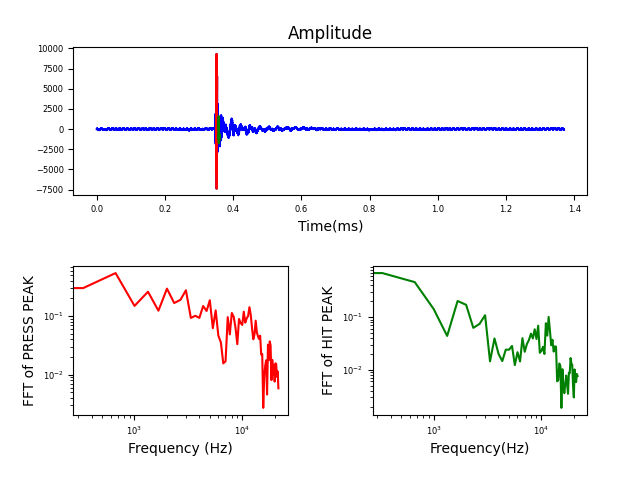 Amplitude
10000
7500
5000
2500
0
−2500
−5000
−7500
0.0 0.2 0.4 0.6 0.8 1.0 1.2 1.4
Time(ms)
FFT of PRESS PEAK
10⁻¹
10⁻²
10³ 10⁴
Frequency (Hz)
FFT of HIT PEAK
10⁻¹
10⁻²
10³ 10⁴
Frequency(Hz)